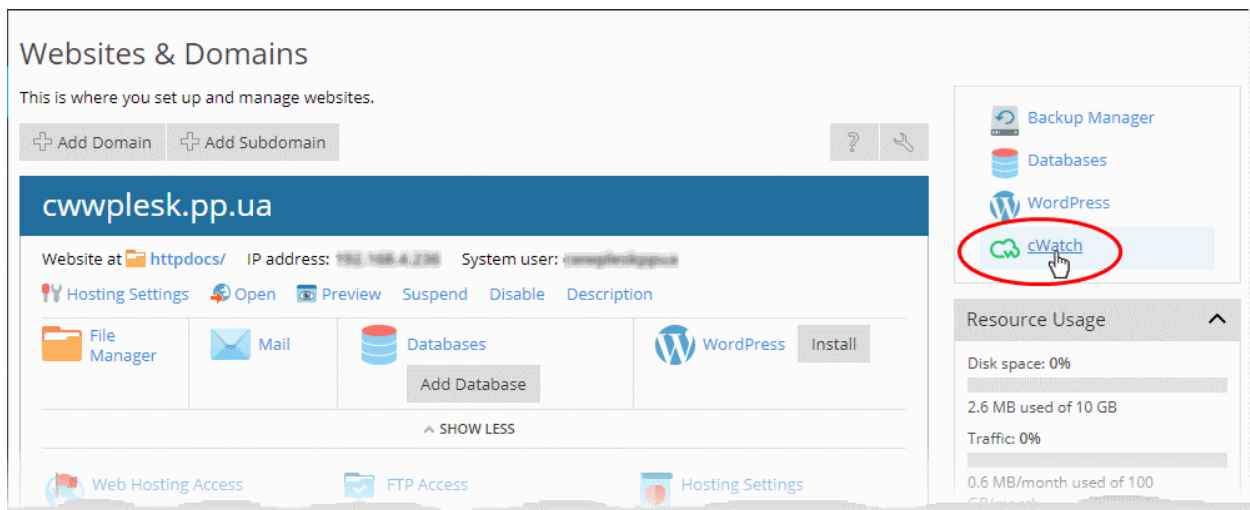 Websites & Domains
This is where you set up and manage websites.
Add Domain Add Subdomain
?
cwwplesk.pp.ua
Website at httpdocs/ IP address: System user:
Hosting Settings Open Preview Suspend Disable Description
File Manager
Mail
Databases
Add Database
WordPress Install
SHOW LESS
Web Hosting Access FTP Access Hosting Settings
Backup Manager
Databases
WordPress
cWatch
Resource Usage
Disk space: 0%
2.6 MB used of 10 GB
Traffic: 0%
0.6 MB/month used of 100
GB/month